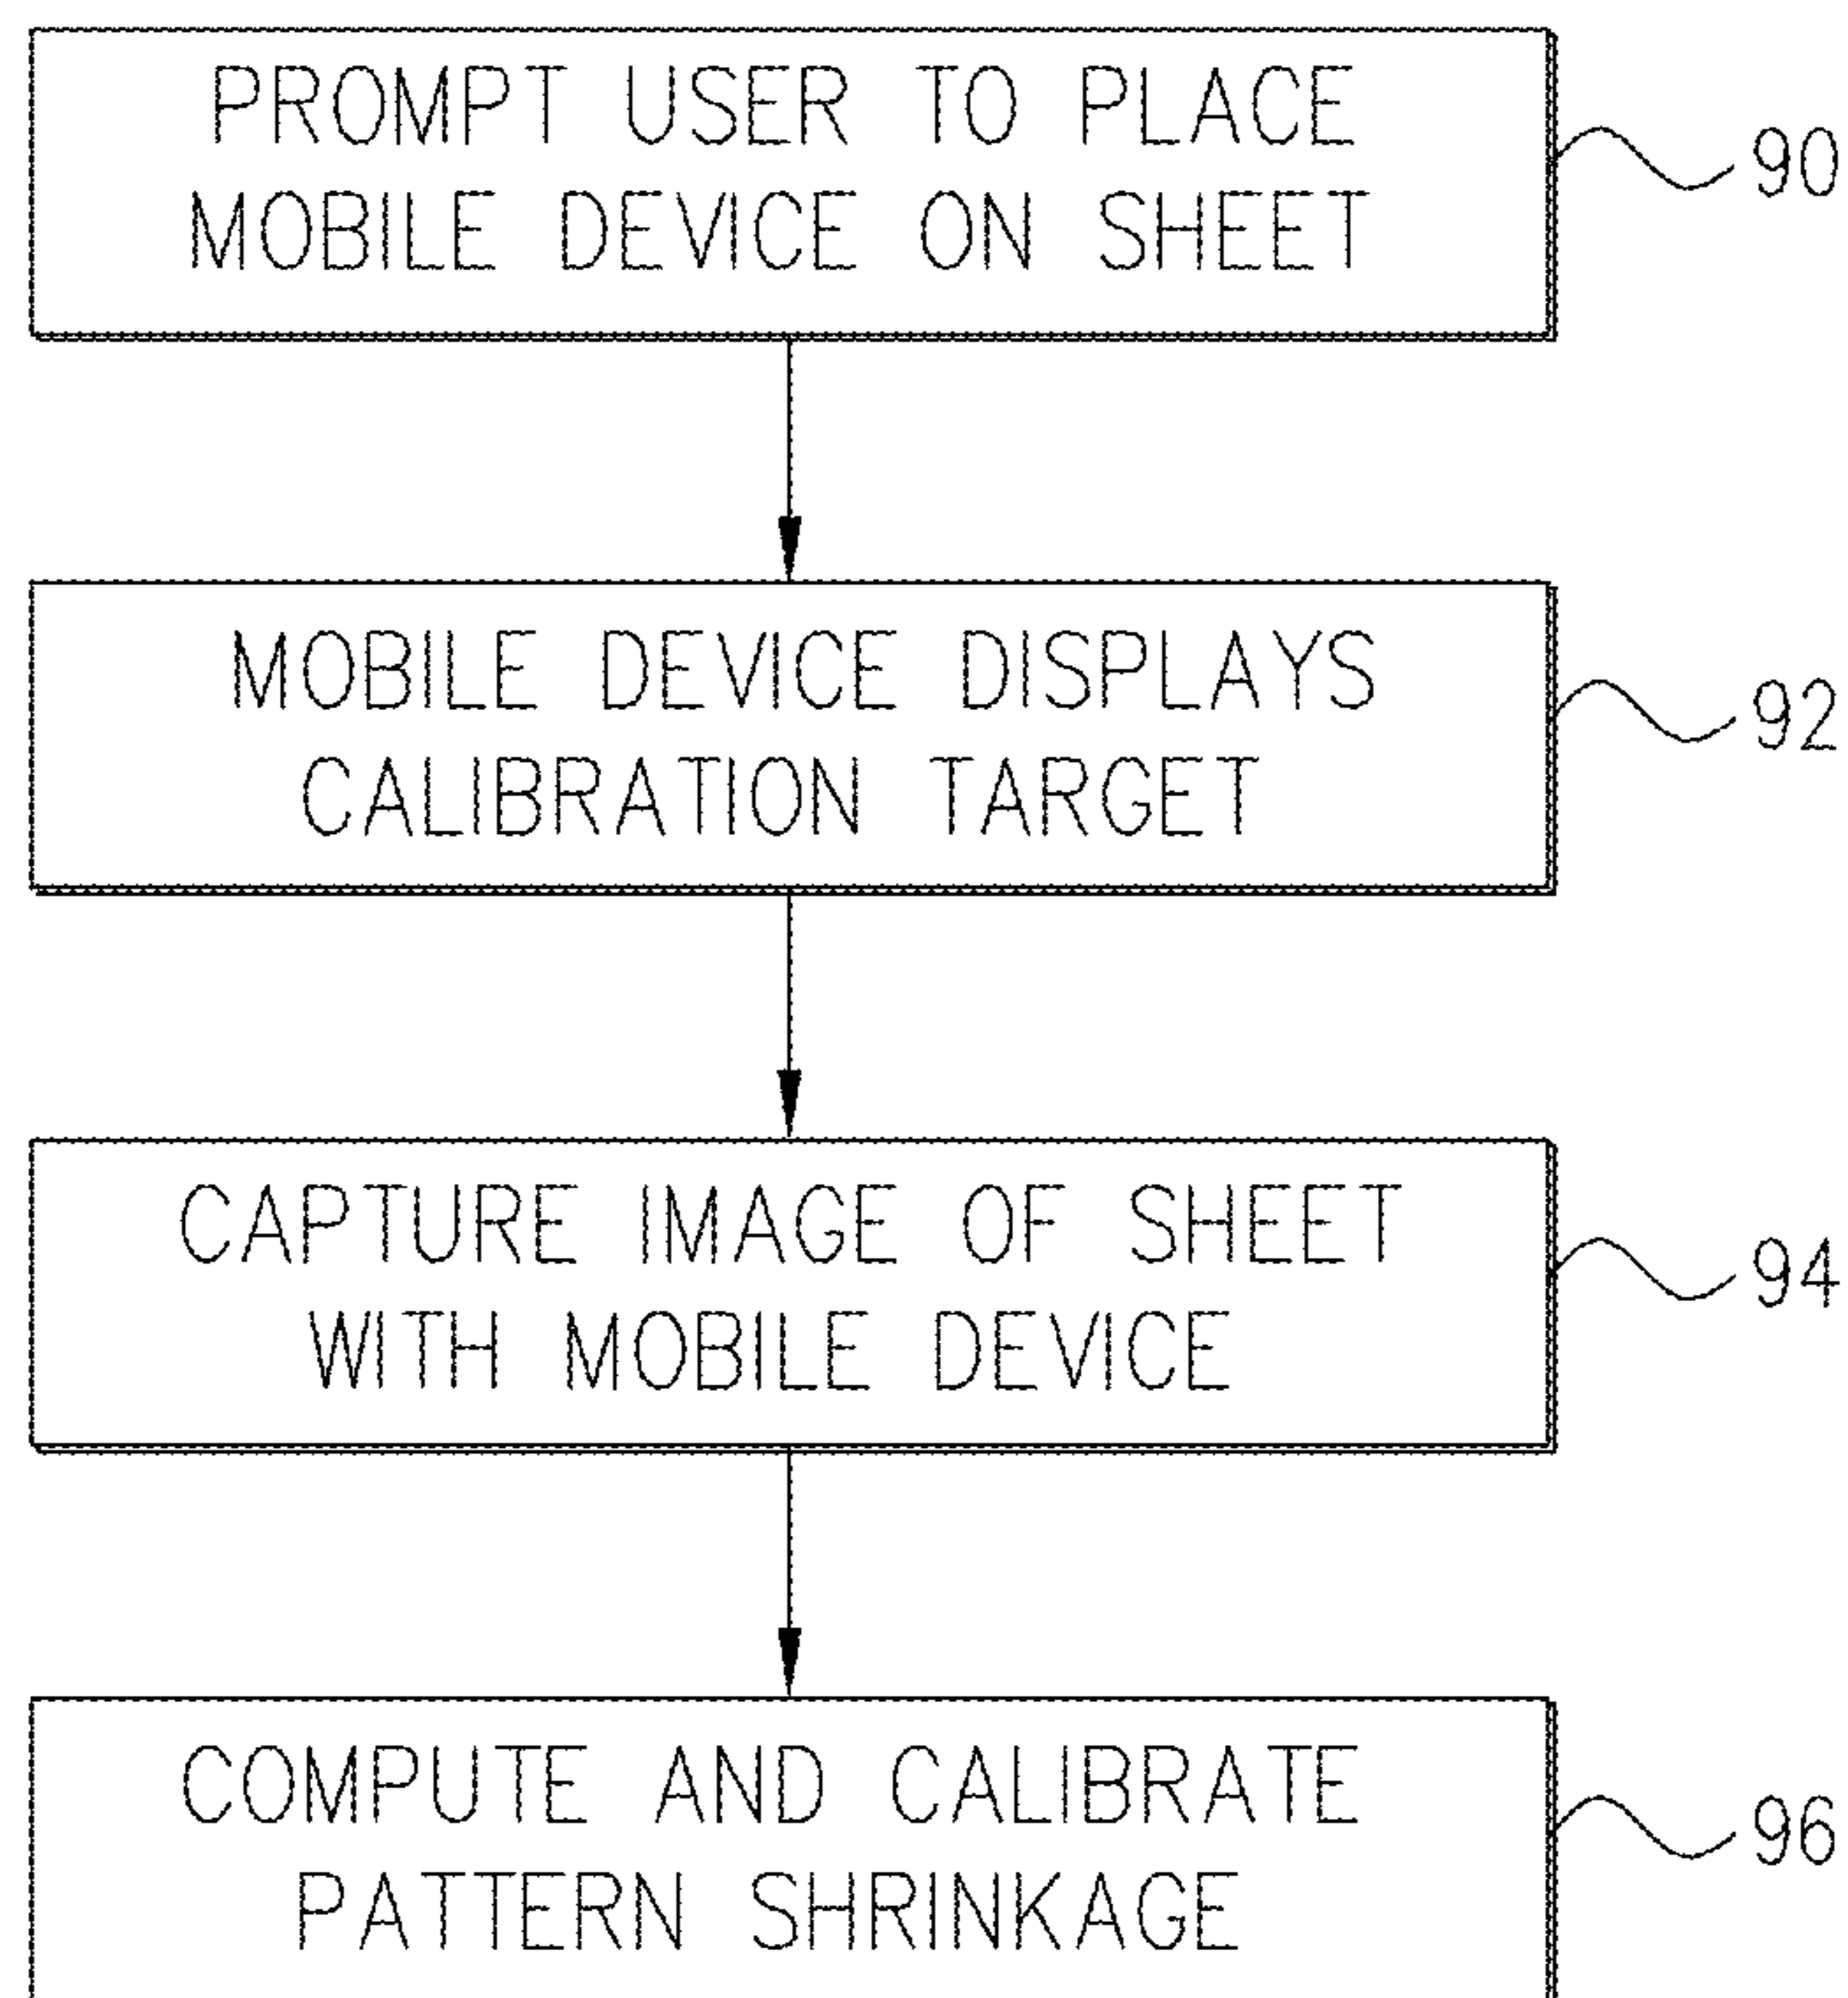 PROMPT USER TO PLACE
MOBILE DEVICE ON SHEET
90
MOBILE DEVICE DISPLAYS
CALIBRATION TARGET
92
CAPTURE IMAGE OF SHEET
WITH MOBILE DEVICE
94
COMPUTE AND CALIBRATE
PATTERN SHRINKAGE
96